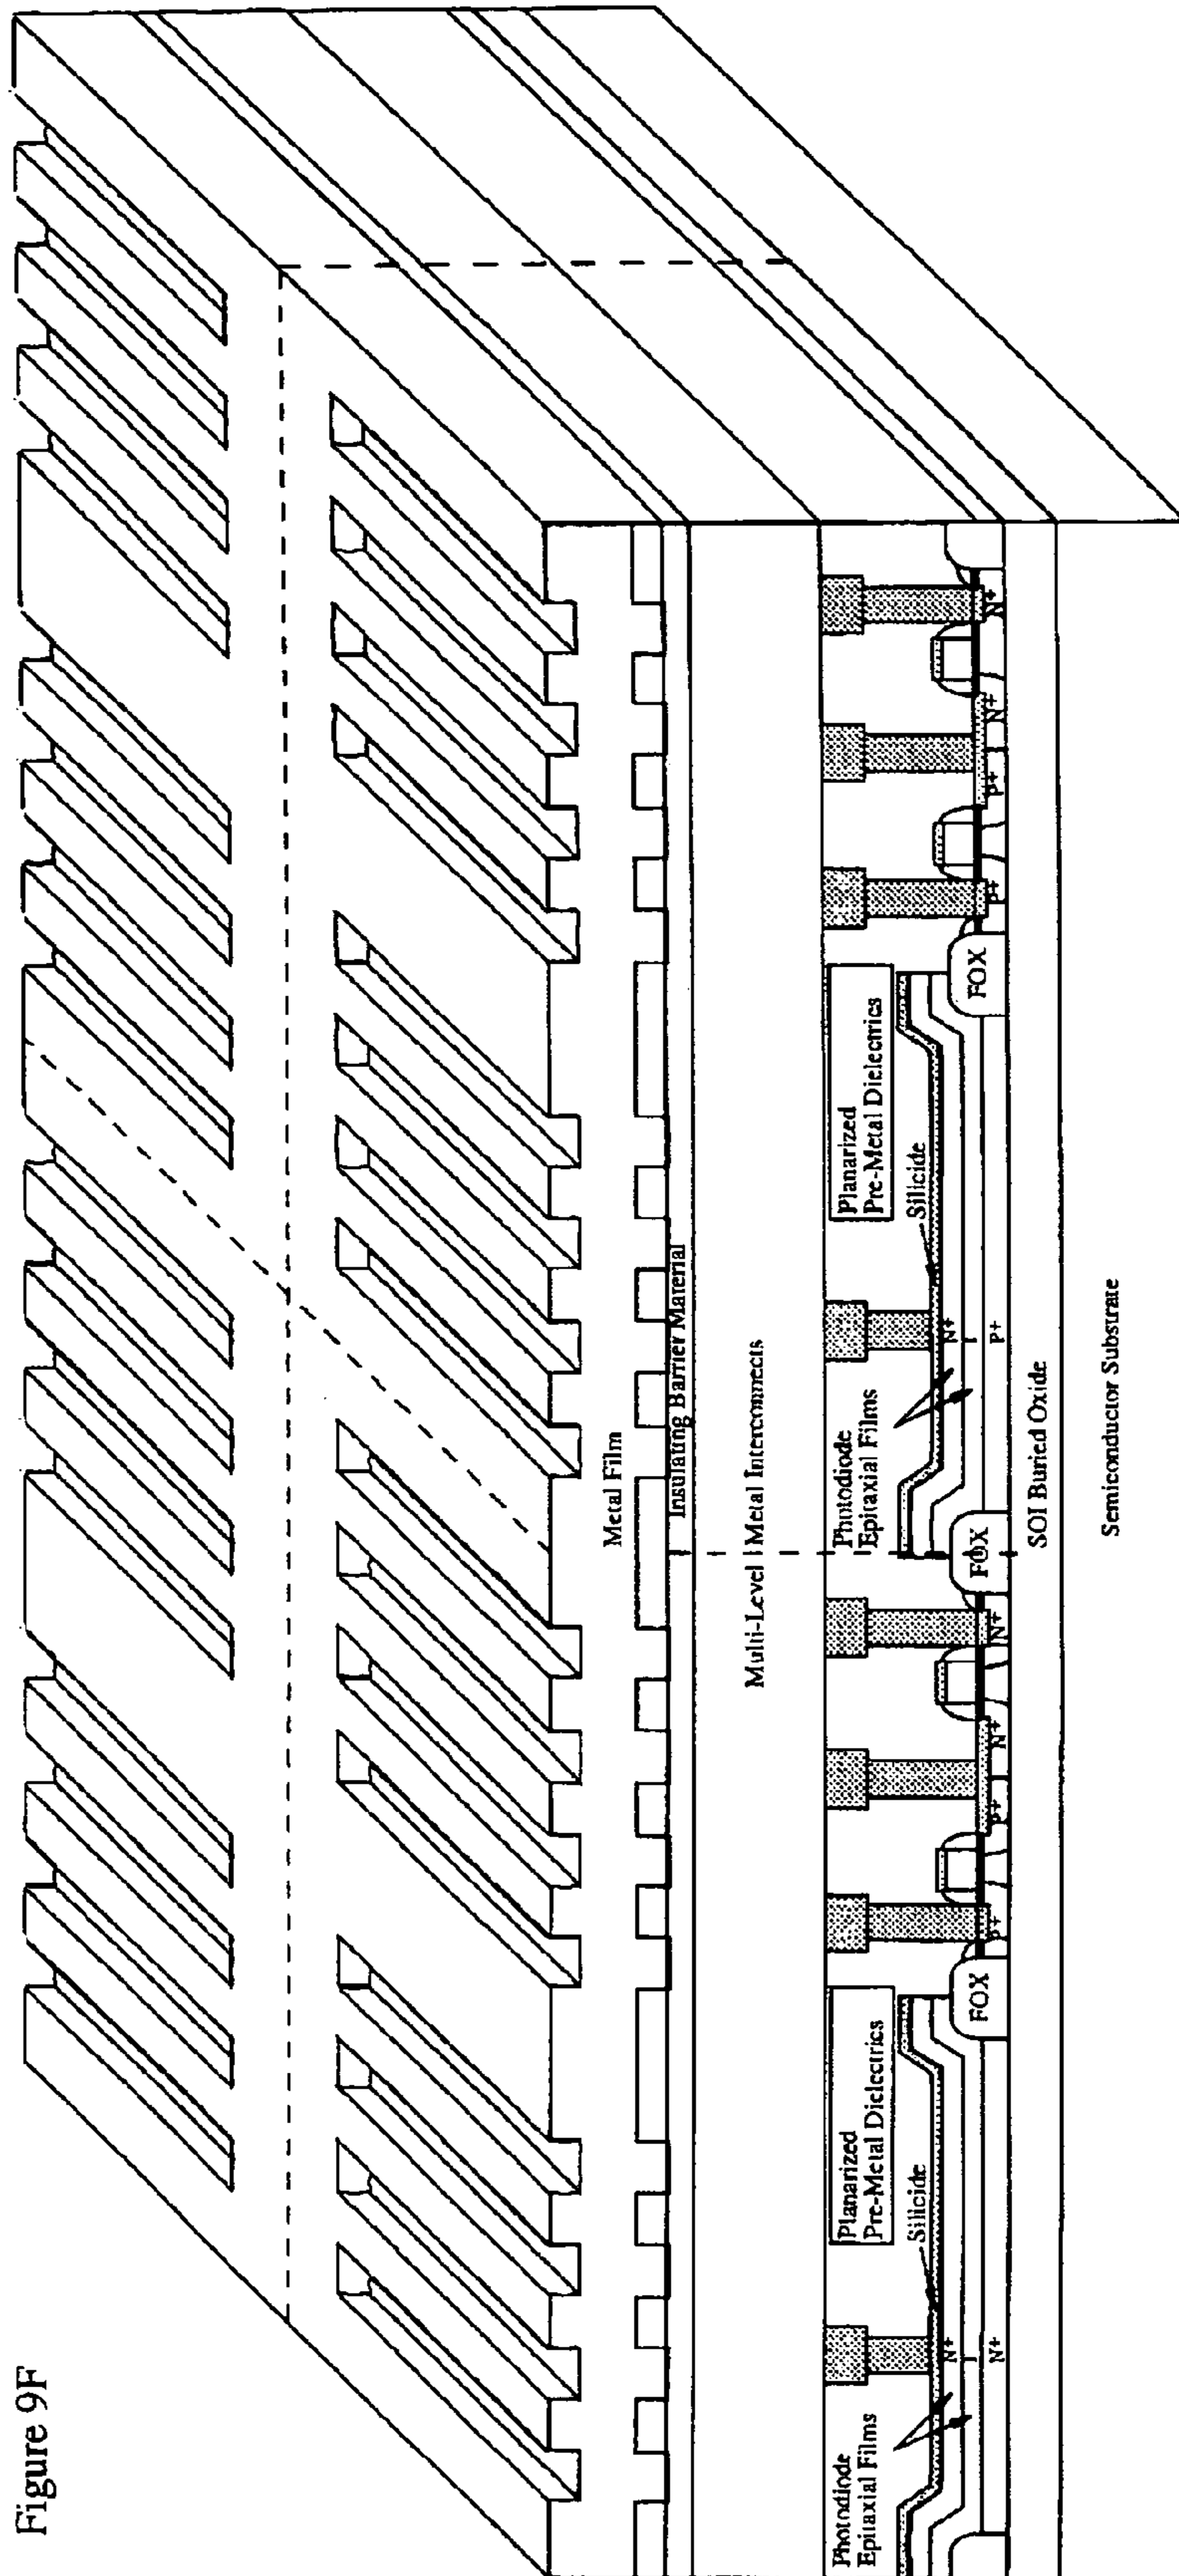 Figure 9F
Metal Film
Insulating Barrier Material
Multi-Level Metal Interconnects
Photodiode
Epitaxial Films
Planarized
Pre-Metal Dielectrics
Silicide
N+
I
N+
FOX
P+
P+
N+
N+
FOX
Photodiode
Epitaxial Films
Planarized
Pre-Metal Dielectrics
Silicide
N+
I
P+
FOX
P+
P+
N+
N+
SOI Buried Oxide
Semiconductor Substrate